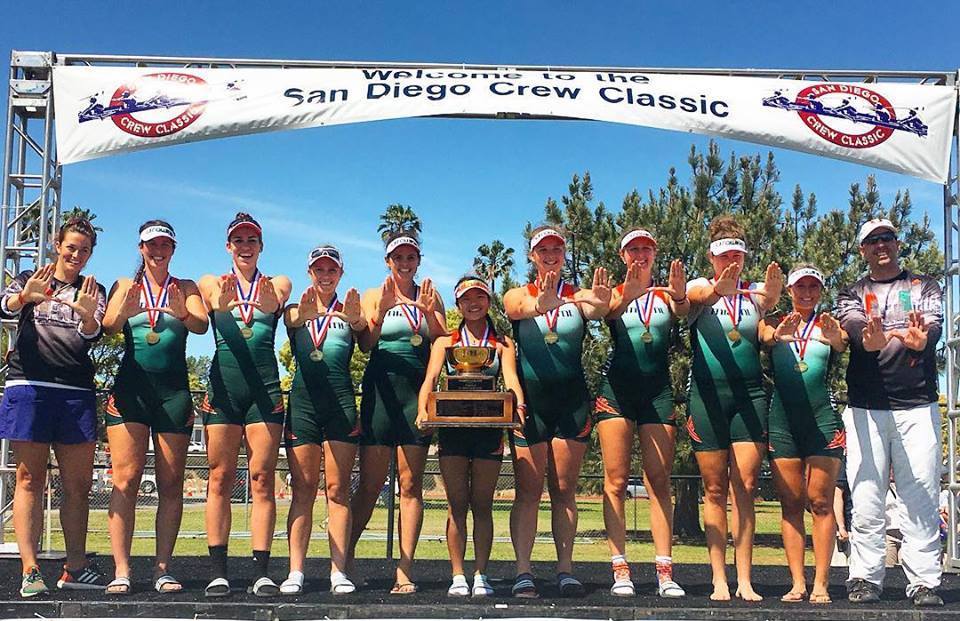 Welcome to the
San Diego Crew Classic
SAN DIEGO
CREW CLASSIC
SAN DIEGO
CREW CLASSIC